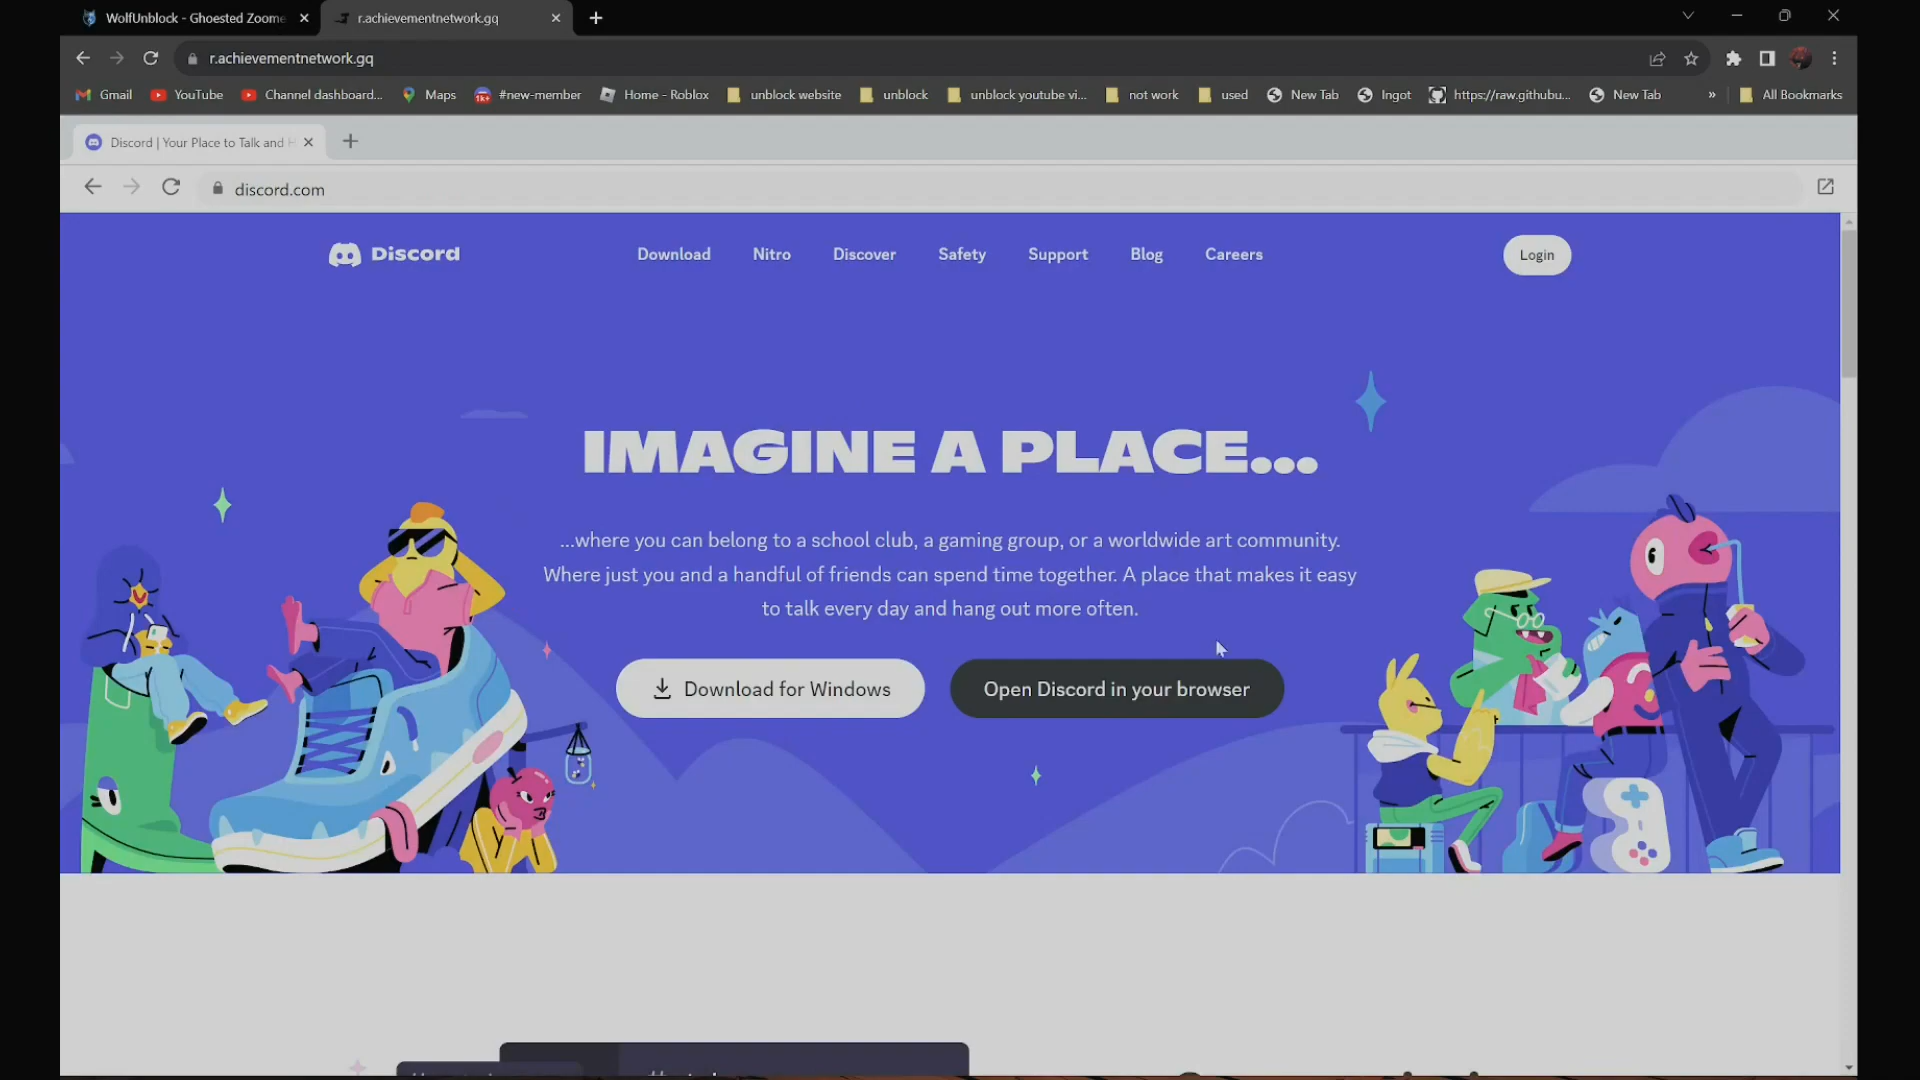 WolfUnblock - Ghoested Zoome
r.achievementnetwork.gq
r.achievementnetwork.gq
Gmail YouTube Channel dashboard... Maps 1k+ #new-member Home - Roblox unblock website unblock unblock youtube vi... not work used New Tab Ingot https://raw.githubu... New Tab » All Bookmarks
Discord | Your Place to Talk and H
discord.com
Discord Download Nitro Discover Safety Support Blog Careers Login
IMAGINE A PLACE...
...where you can belong to a school club, a gaming group, or a worldwide art community.
Where just you and a handful of friends can spend time together. A place that makes it easy
to talk every day and hang out more often.
Download for Windows Open Discord in your browser